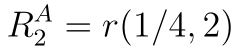 $R_2^A = r(1/4, 2)$